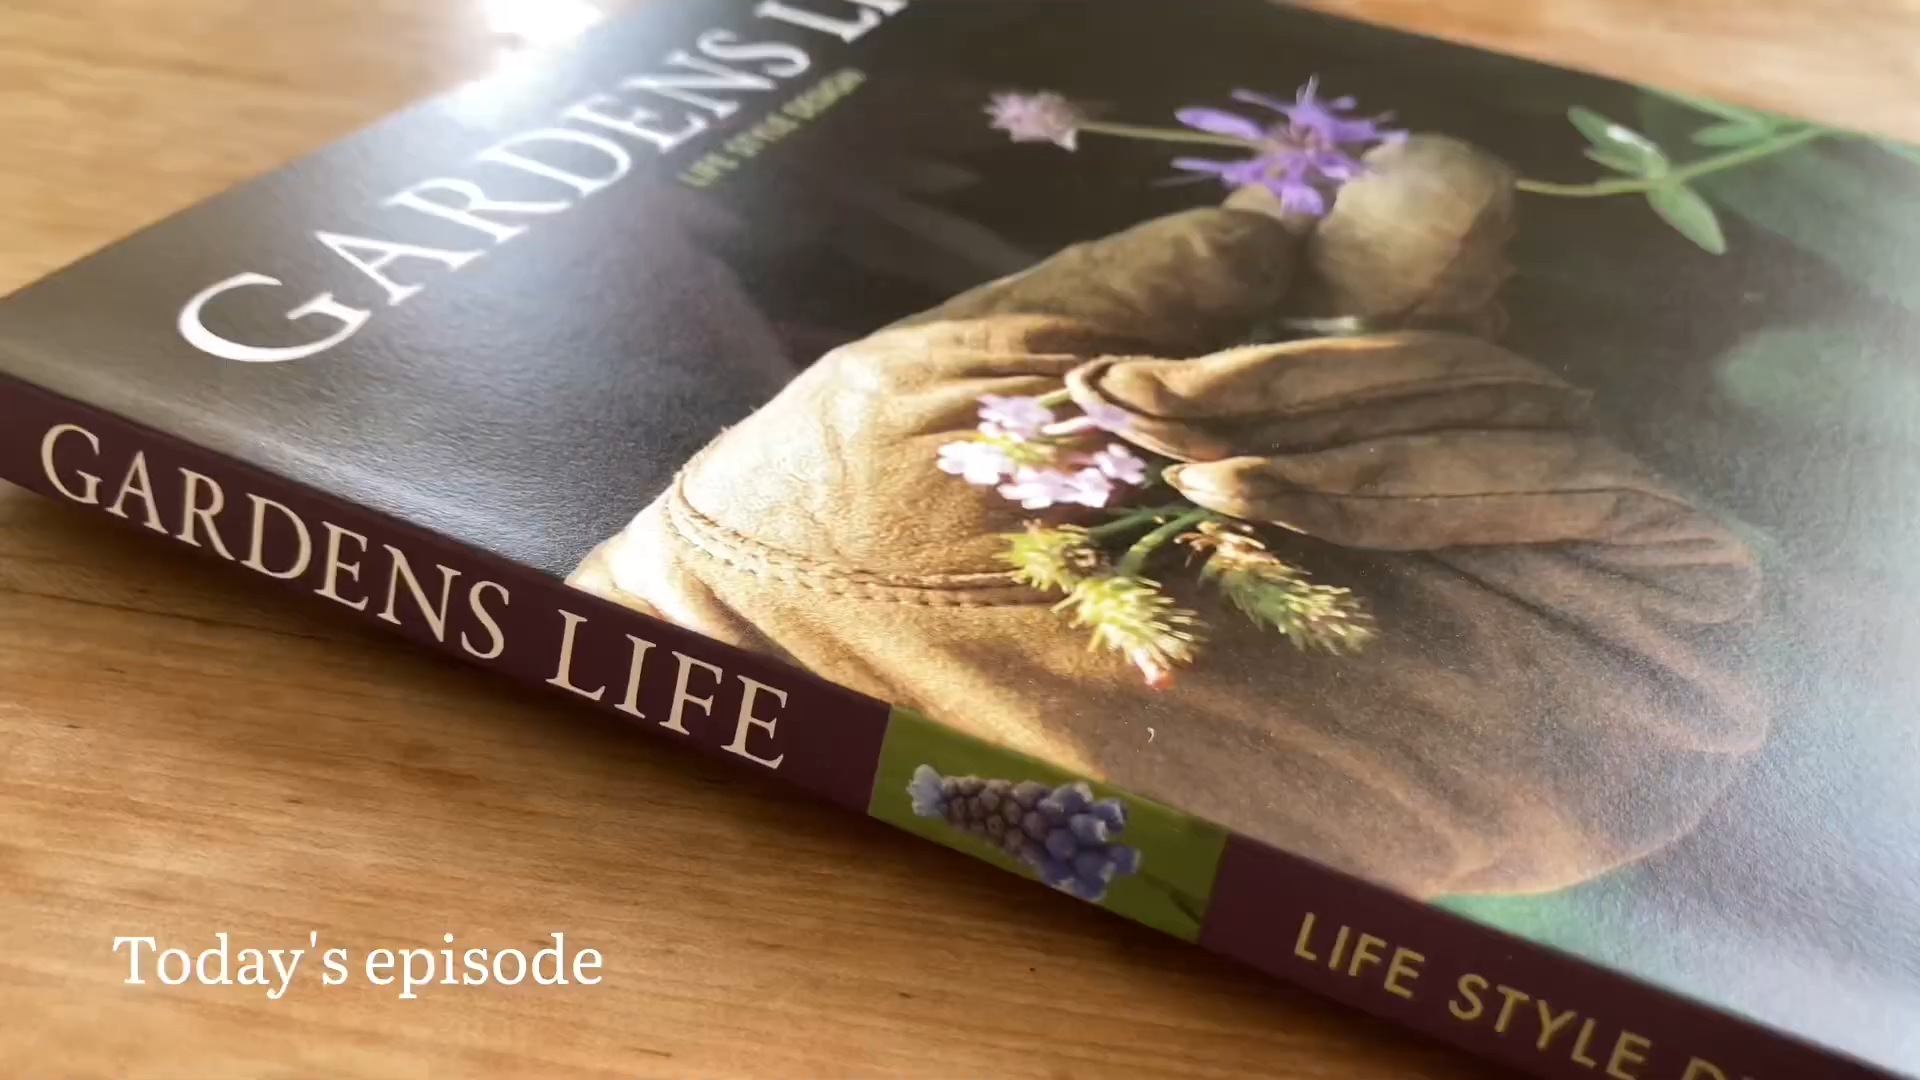 GARDENS LI
LIFE STYLE DESIGN
GARDENS LIFE
LIFE STYLE D
Today's episode